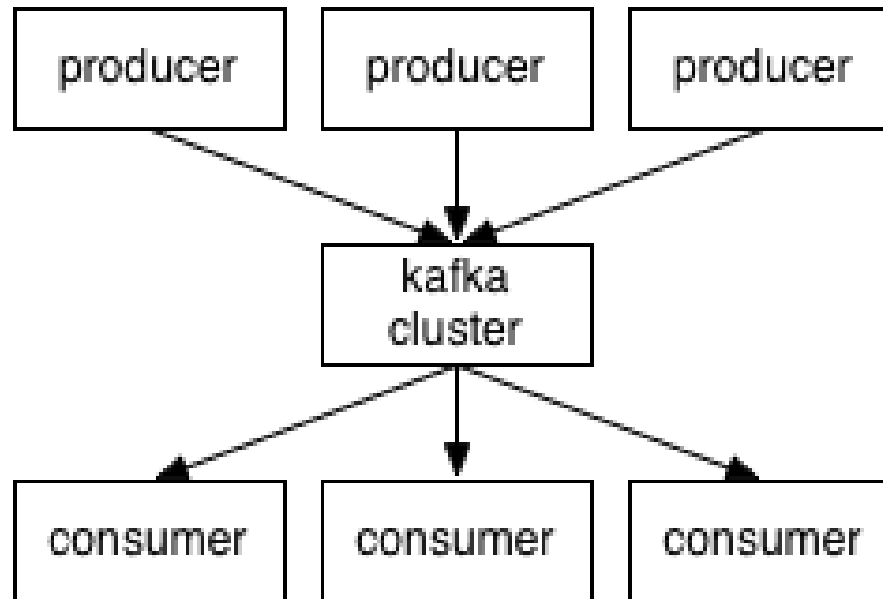 producer
producer
producer
kafka
cluster
consumer
consumer
consumer